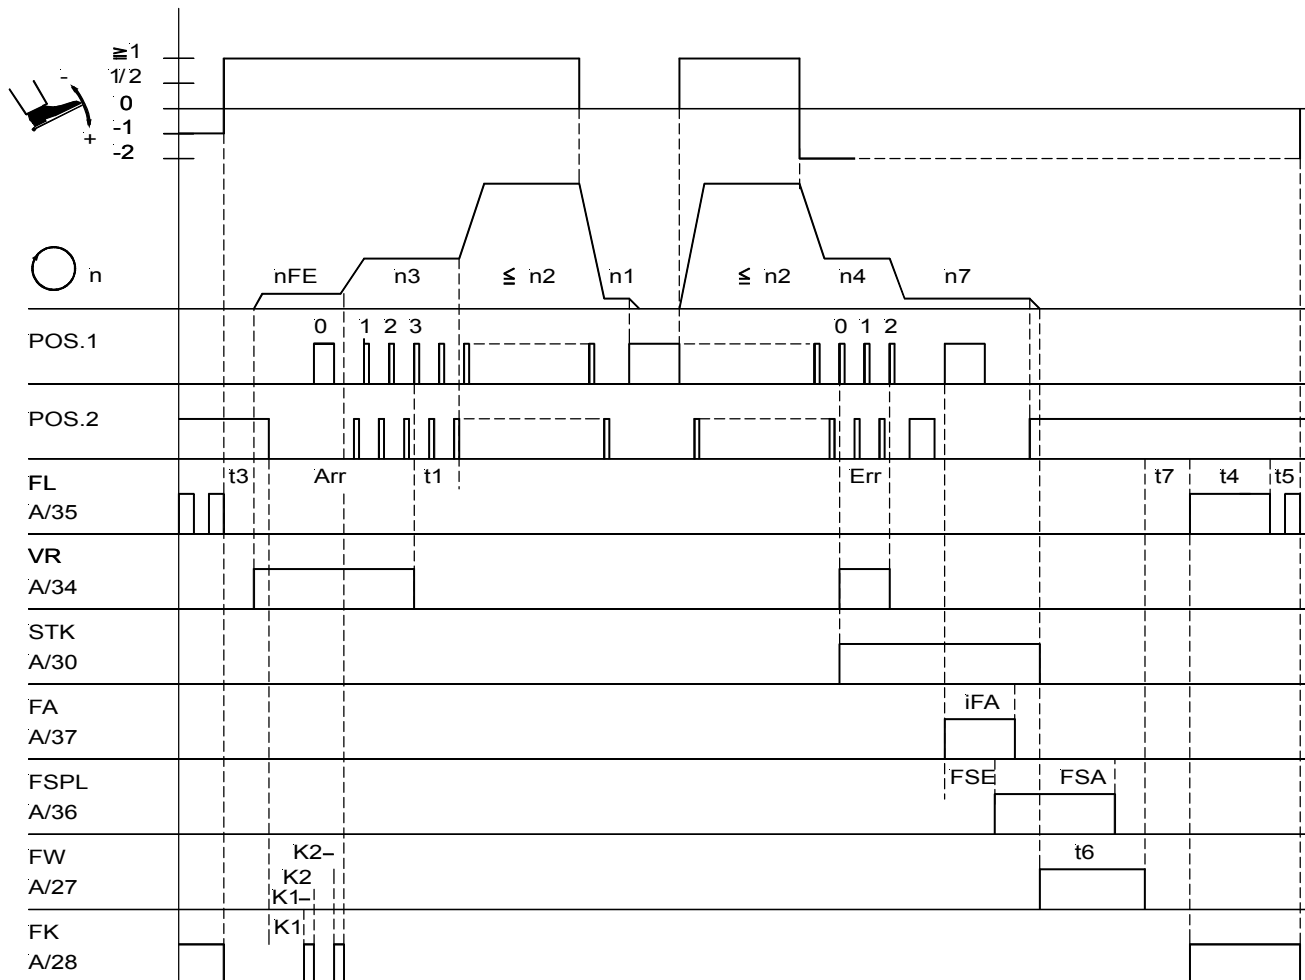 ≧1
1/2
0
-1
-2
-
+
n
nFE
n3
≦ n2
n1
≦ n2
n4
n7
POS.1
0
1 2 3
0 1 2
POS.2
FL
A/35
t3
Arr
t1
Err
t7
t4
t5
VR
A/34
STK
A/30
FA
A/37
iFA
FSPL
A/36
FSE
FSA
FW
A/27
K2-
K2
K1-
K1
t6
FK
A/28